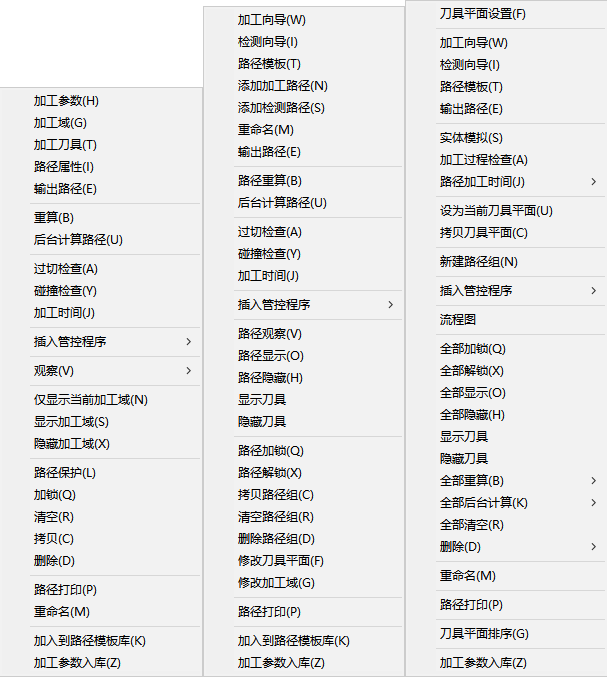 加工参数(H)
加工域(G)
加工刀具(T)
路径属性(I)
输出路径(E)
重算(B)
后台计算路径(U)
过切检查(A)
碰撞检查(Y)
加工时间(J)
插入管控程序
观察(V)
仅显示当前加工域(N)
显示加工域(S)
隐藏加工域(X)
路径保护(L)
加锁(Q)
清空(R)
拷贝(C)
删除(D)
路径打印(P)
重命名(M)
加入到路径模板库(K)
加工参数入库(Z)
加工向导(W)
检测向导(I)
路径模板(T)
添加加工路径(N)
添加检测路径(S)
重命名(M)
输出路径(E)
路径重算(B)
后台计算路径(U)
过切检查(A)
碰撞检查(Y)
加工时间(J)
插入管控程序
路径观察(V)
路径显示(O)
路径隐藏(H)
显示刀具
隐藏刀具
路径加锁(Q)
路径解锁(X)
拷贝路径组(C)
清空路径组(R)
删除路径组(D)
修改刀具平面(F)
修改加工域(G)
路径打印(P)
加入到路径模板库(K)
加工参数入库(Z)
刀具平面设置(F)
加工向导(W)
检测向导(I)
路径模板(T)
输出路径(E)
实体模拟(S)
加工过程检查(A)
路径加工时间(J)
设为当前刀具平面(U)
拷贝刀具平面(C)
新建路径组(N)
插入管控程序
流程图
全部加锁(Q)
全部解锁(X)
全部显示(O)
全部隐藏(H)
显示刀具
隐藏刀具
全部重算(B)
全部后台计算(K)
全部清空(R)
删除(D)
重命名(M)
路径打印(P)
刀具平面排序(G)
加工参数入库(Z)